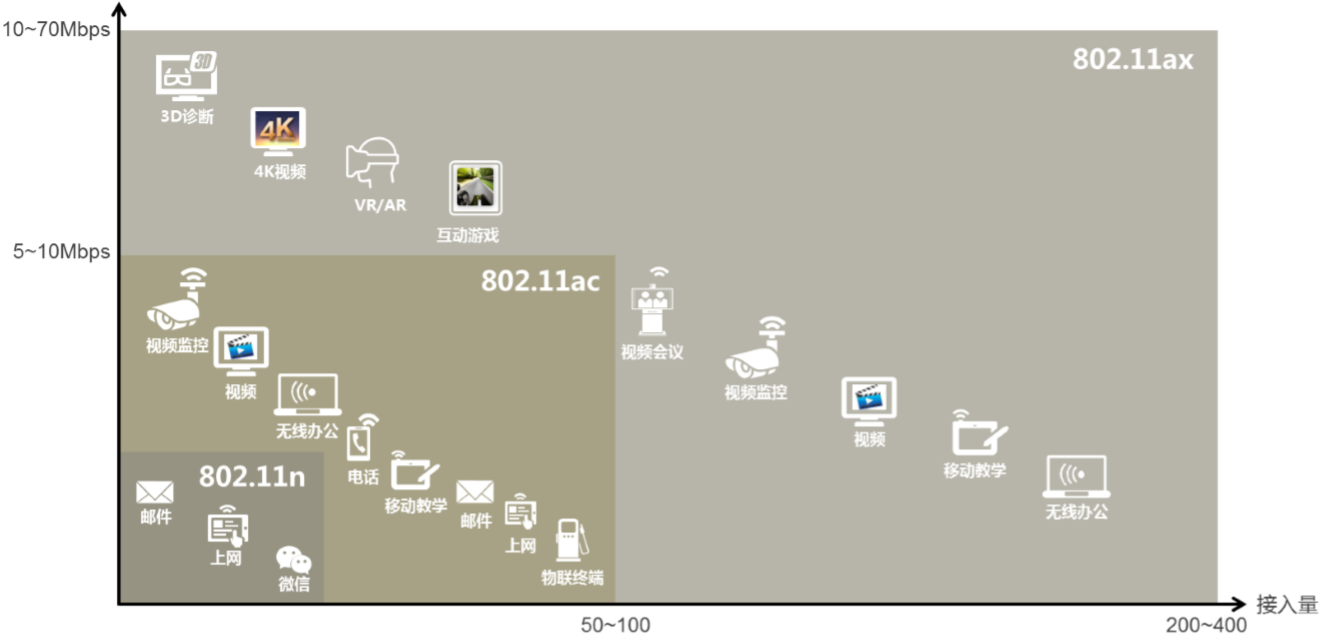 10~70Mbps
802.11ax
3D
3D诊断
4K
4K视频
VR/AR
互动游戏
5~10Mbps
802.11ac
视频监控
视频
无线办公
电话
移动教学
邮件
上网
物联终端
视频会议
视频监控
视频
移动教学
无线办公
802.11n
邮件
上网
微信
50~100
200~400
接入量